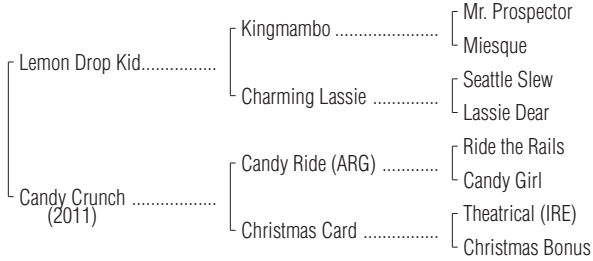 Mr. Prospector
Kingmambo .....................
Miesque
Lemon Drop Kid................
Seattle Slew
Charming Lassie .............
Lassie Dear
Ride the Rails
Candy Ride (ARG) ...........
Candy Girl
Candy Crunch .................
(2011)
Theatrical (IRE)
Christmas Card ...............
Christmas Bonus